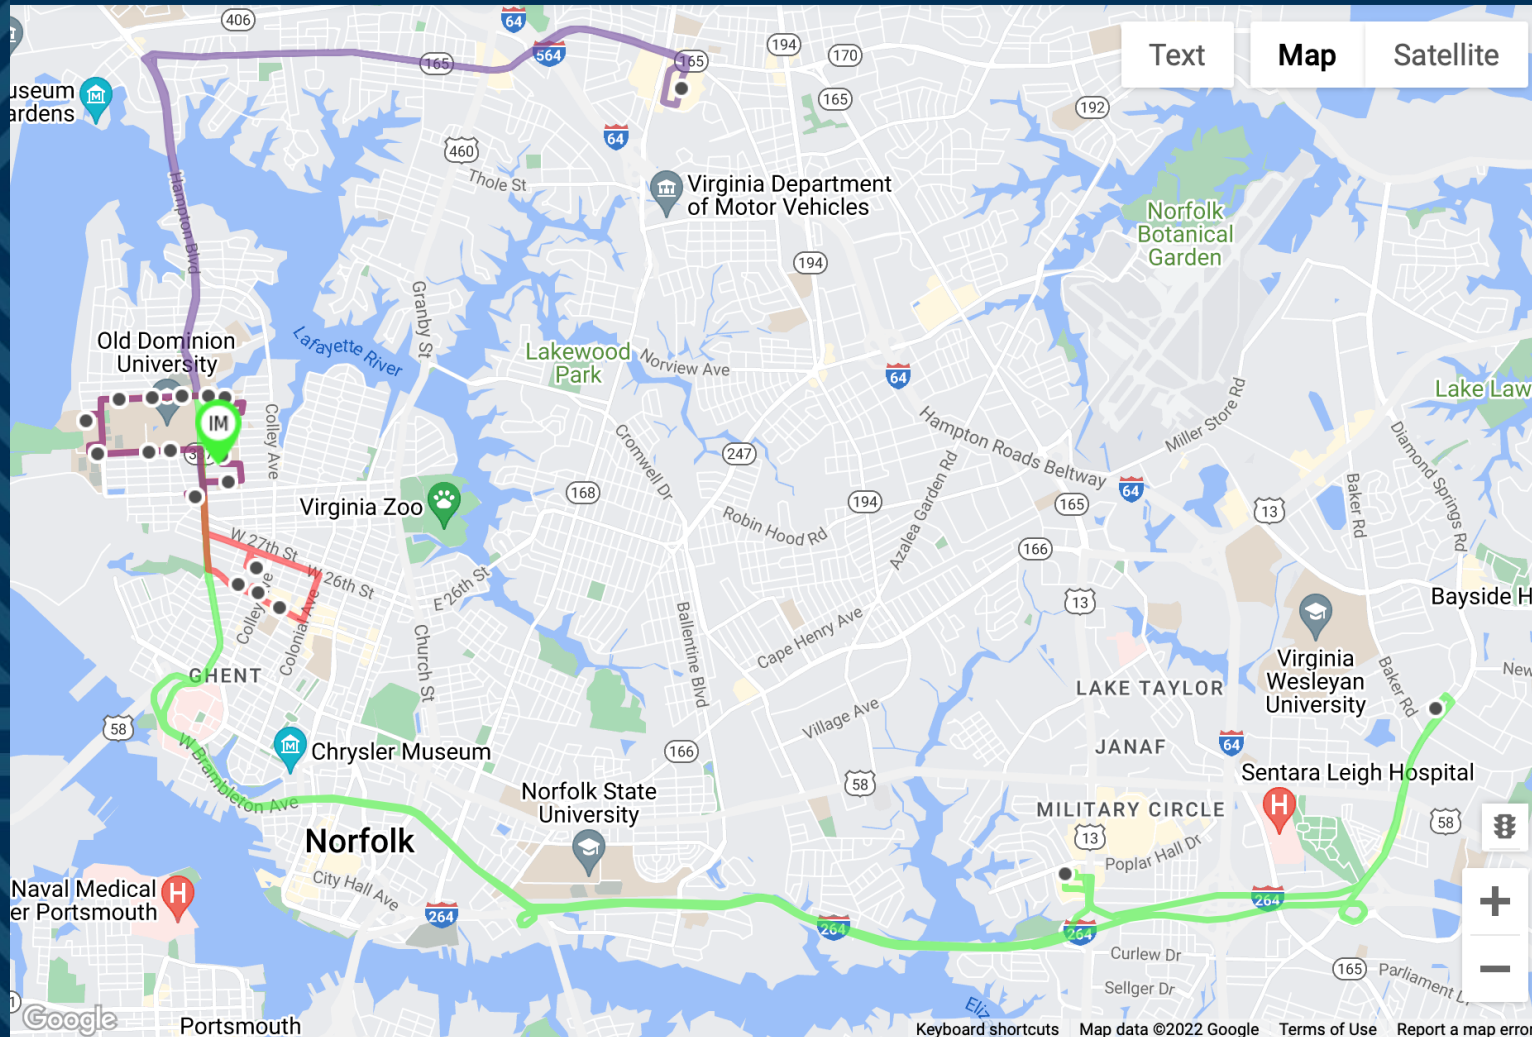 406
64
564
165
165
194
170
Text
Map
Satellite
useum
ardens
165
192
64
460
Thole St
Virginia Department
of Motor Vehicles
Hampton Blvd
Norfolk
Botanical
Garden
194
Granby St
Old Dominion
University
Lafayette River
Lakewood
Park
Norview Ave
64
Lake Law
Colley Ave
IM
Hampton Roads Beltway
Miller Store Rd
Diamond Springs Rd
Cromwell Dr
247
Virginia Zoo
168
194
Azalea Garden Rd
64
165
13
Baker Rd
Robin Hood Rd
W 27th St
166
W 26th St
E 26th St
Colley Ave
Colonial Ave
13
Bayside H
Ballentine Blvd
Cape Henry Ave
Church St
GHENT
Virginia
Wesleyan
University
Baker Rd
New
LAKE TAYLOR
Village Ave
58
W Brambleton Ave
Chrysler Museum
166
JANAF
64
Norfolk State
University
58
Sentara Leigh Hospital
H
MILITARY CIRCLE
13
58
Norfolk
Poplar Hall Dr
Naval Medical
er Portsmouth
H
City Hall Ave
264
264
264
264
Curlew Dr
165
Parliament D
Sellger Dr
Eliz
Google
Portsmouth
Keyboard shortcuts
Map data ©2022 Google
Terms of Use
Report a map error